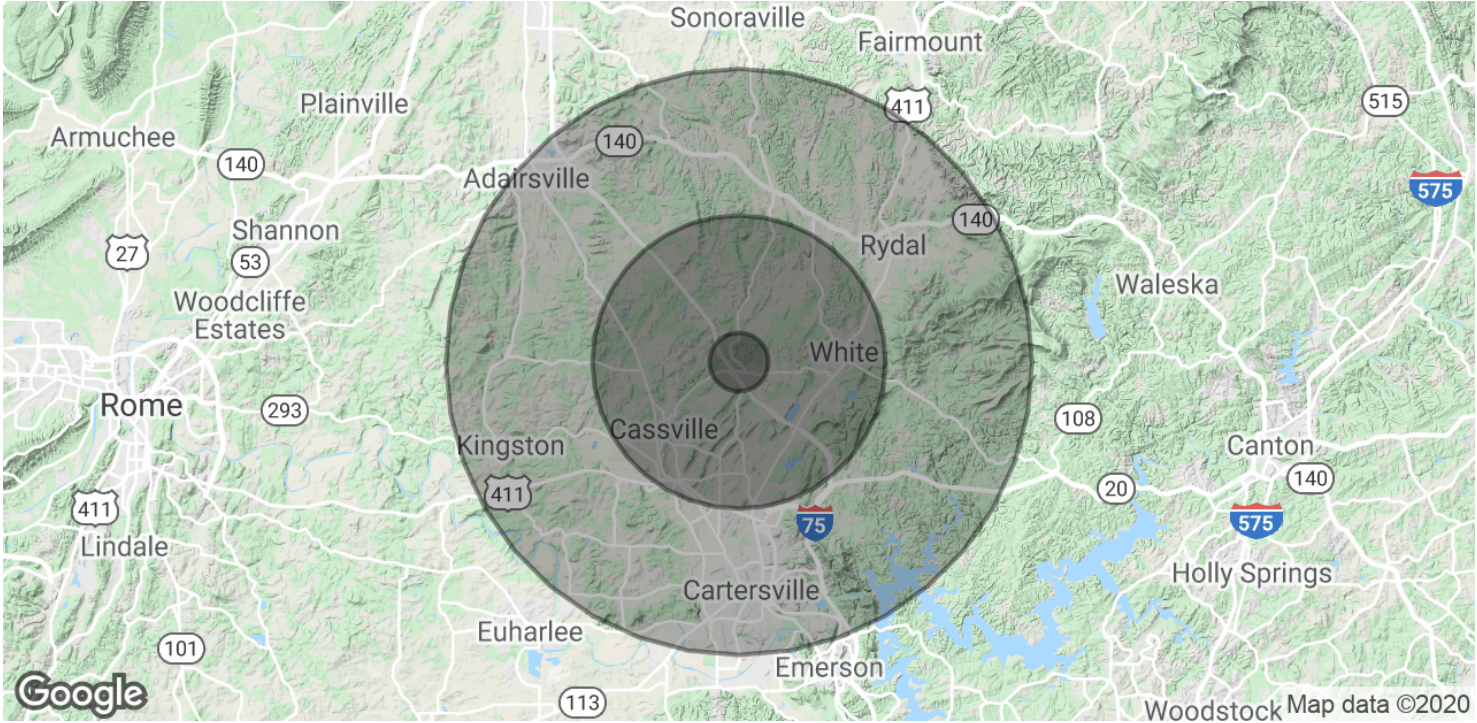 Sonoraville
Fairmount
Plainville
411
515
Armuchee
140
140
Adairsville
575
140
Shannon
27
Rydal
53
Waleska
Woodcliffe
Estates
White
Rome
293
108
Cassville
Kingston
Canton
411
20
140
411
75
575
Lindale
Holly Springs
Cartersville
Euharlee
101
Emerson
Google
113
Woodstock
Map data ©2020